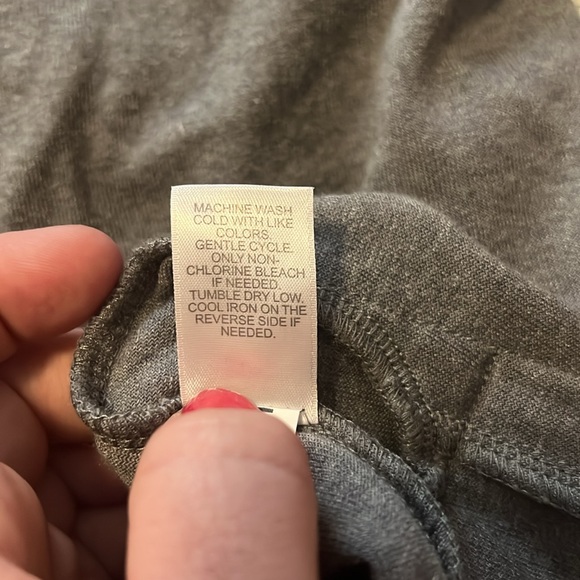 MACHINE WASH
COLD WITH LIKE
COLORS.
GENTLE CYCLE.
ONLY NON-
CHLORINE BLEACH
IF NEEDED.
TUMBLE DRY LOW.
COOL IRON ON THE
REVERSE SIDE IF
NEEDED.